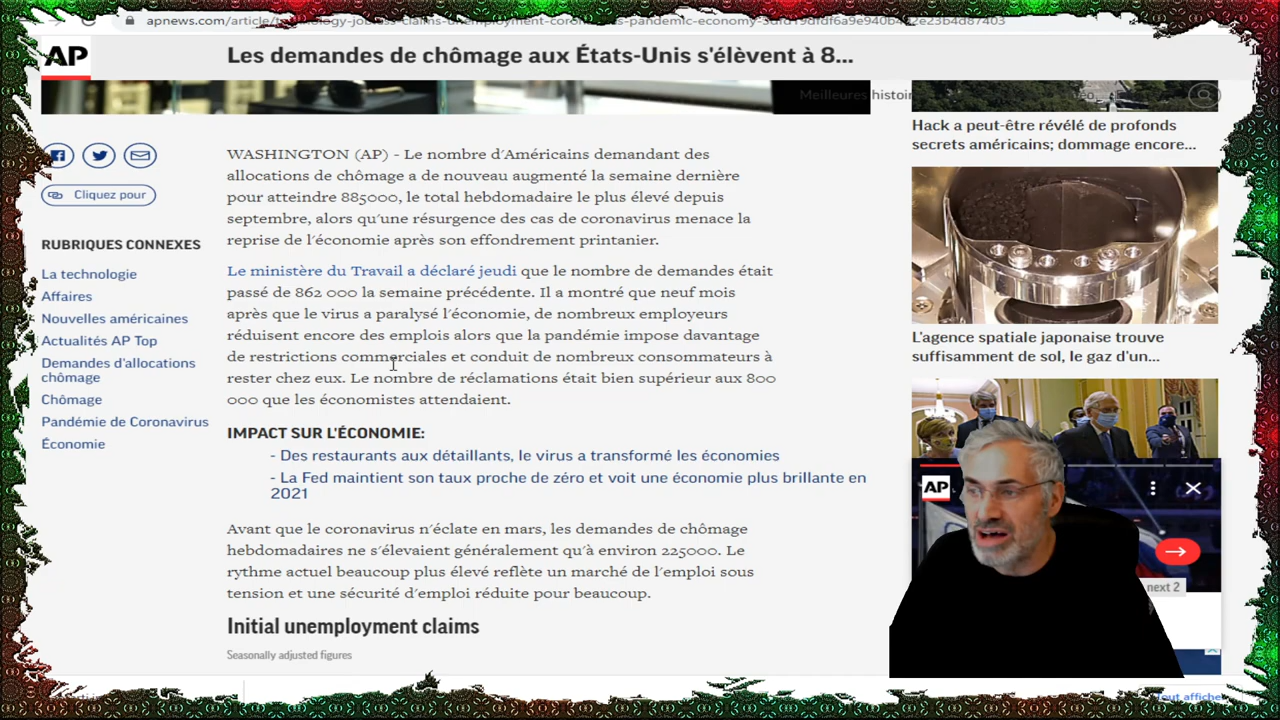 AP
Les demandes de chômage aux États-Unis s'élèvent à 8...
Cliquez pour
RUBRIQUES CONNEXES
La technologie
Affaires
Nouvelles américaines
Actualités AP Top
Demandes d'allocations
chômage
Chômage
Pandémie de Coronavirus
Économie
WASHINGTON (AP) - Le nombre d'Américains demandant des
allocations de chômage a de nouveau augmenté la semaine dernière
pour atteindre 885000, le total hebdomadaire le plus élevé depuis
septembre, alors qu'une résurgence des cas de coronavirus menace la
reprise de l'économie après son effondrement printanier.
Le ministère du Travail a déclaré jeudi que le nombre de demandes était
passé de 862 000 la semaine précédente. Il a montré que neuf mois
après que le virus a paralysé l'économie, de nombreux employeurs
réduisent encore des emplois alors que la pandémie impose davantage
de restrictions commerciales et conduit de nombreux consommateurs à
rester chez eux. Le nombre de réclamations était bien supérieur aux 800
000 que les économistes attendaient.
IMPACT SUR L'ÉCONOMIE:
- Des restaurants aux détaillants, le virus a transformé les économies
- La Fed maintient son taux proche de zéro et voit une économie plus brillante en
2021
Avant que le coronavirus n'éclate en mars, les demandes de chômage
hebdomadaires ne s'élevaient généralement qu'à environ 225000. Le
rythme actuel beaucoup plus élevé reflète un marché de l'emploi sous
tension et une sécurité d'emploi réduite pour beaucoup.
Initial unemployment claims
Seasonally adjusted figures
Meilleures
Hack a peut-être révélé de profonds
secrets américains; dommage encore...
L'agence spatiale japonaise trouve
suffisamment de sol, le gaz d'un...
AP
next 2
Tout affiche